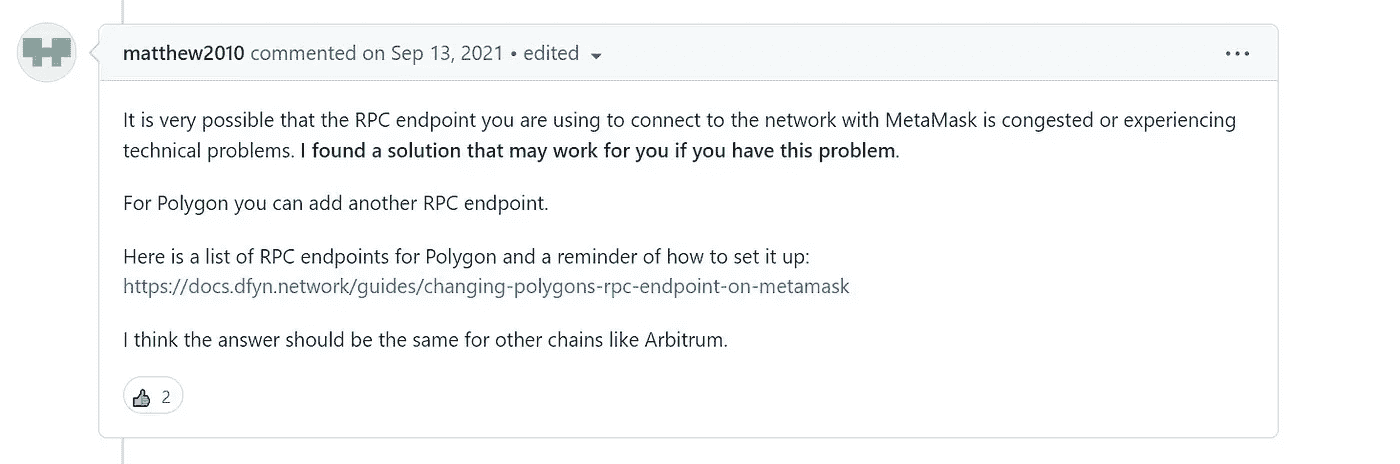 matthew2010 commented on Sep 13, 2021 • edited
It is very possible that the RPC endpoint you are using to connect to the network with MetaMask is congested or experiencing
technical problems. I found a solution that may work for you if you have this problem.
For Polygon you can add another RPC endpoint.
Here is a list of RPC endpoints for Polygon and a reminder of how to set it up:
https://docs.dfyn.network/guides/changing-polygons-rpc-endpoint-on-metamask
I think the answer should be the same for other chains like Arbitrum.
2